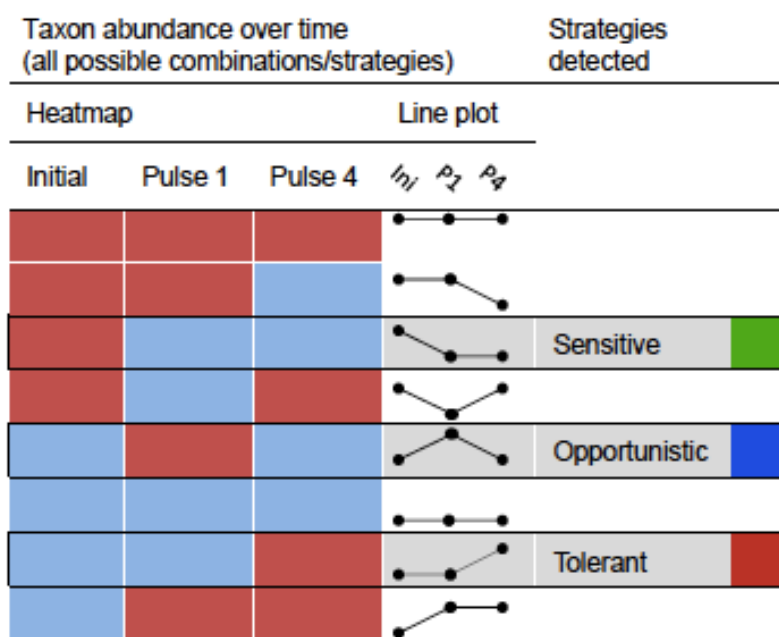 Taxon abundance over time
(all possible combinations/strategies)
Strategies
detected
Heatmap
Line plot
Initial
Pulse 1
Pulse 4
Ini
P1
P4
Sensitive
Opportunistic
Tolerant